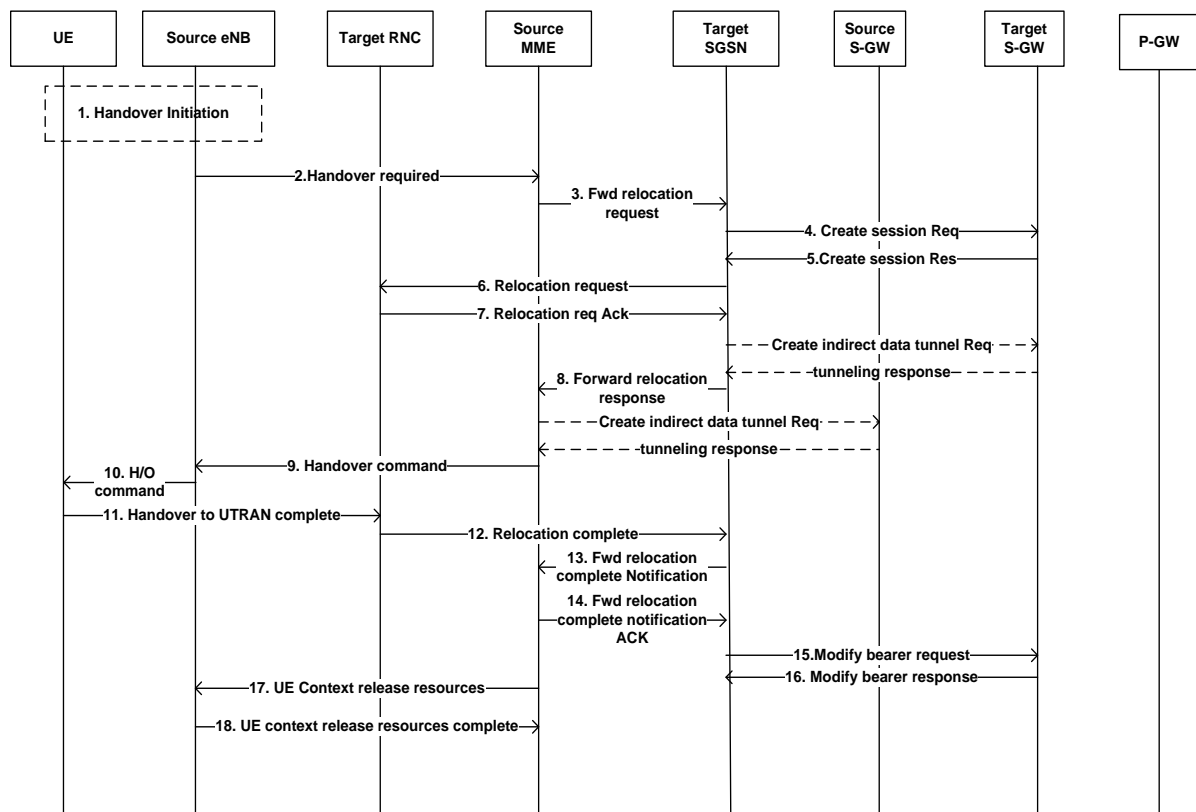 UE
Source eNB
Target RNC
Source
MME
Target
SGSN
Source
S-GW
Target
S-GW
P-GW
1. Handover Initiation
2.Handover required
3. Fwd relocation
request
4. Create session Req
5.Create session Res
6. Relocation request
7. Relocation req Ack
Create indirect data tunnel Req
tunneling response
8. Forward relocation
response
Create indirect data tunnel Req
tunneling response
9. Handover command
10. H/O
command
11. Handover to UTRAN complete
12. Relocation complete
13. Fwd relocation
complete Notification
14. Fwd relocation
complete notification
ACK
15.Modify bearer request
16. Modify bearer response
17. UE Context release resources
18. UE context release resources complete